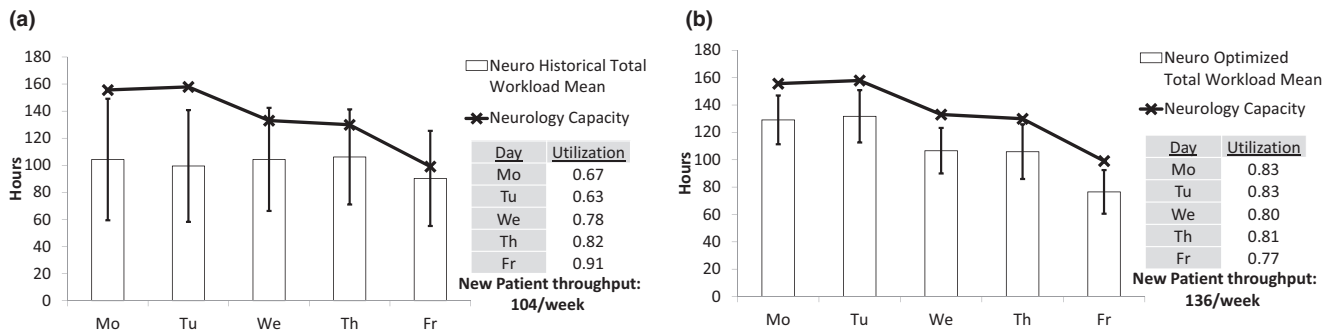 (a)
180
160
140
120
100
80
60
40
20
0
Hours
Mo Tu We Th Fr
Neuro Historical Total
Workload Mean
Neurology Capacity
Day Utilization
Mo 0.67
Tu 0.63
We 0.78
Th 0.82
Fr 0.91
New Patient throughput:
104/week
(b)
180
160
140
120
100
80
60
40
20
0
Hours
Mo Tu We Th Fr
Neuro Optimized
Total Workload Mean
Neurology Capacity
Day Utilization
Mo 0.83
Tu 0.83
We 0.80
Th 0.81
Fr 0.77
New Patient throughput:
136/week